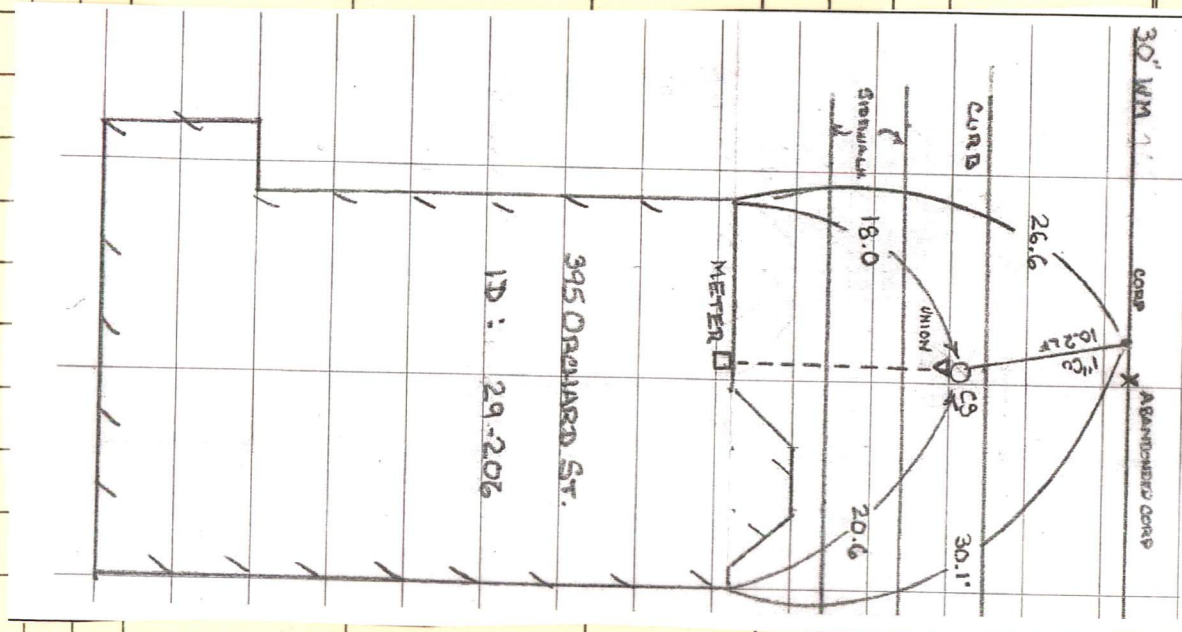 30" WM
CORP
ABANDONED CORP
10.2 LF
1"C
26.6
CURB
CS
30.1'
SIDEWALK
18.0
UNION
20.6
METER
395 ORCHARD ST.
ID: 29-206